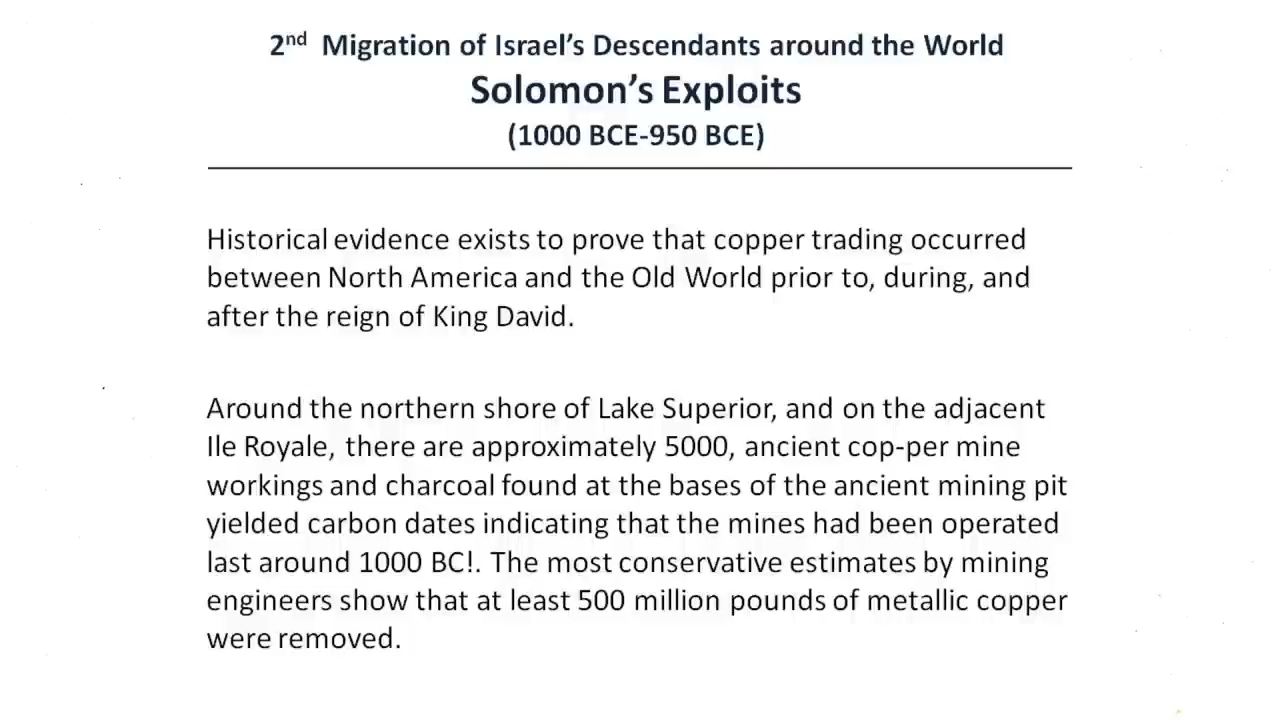 2nd Migration of Israel's Descendants around the World
Solomon's Exploits
(1000 BCE-950 BCE)
Historical evidence exists to prove that copper trading occurred
between North America and the Old World prior to, during, and
after the reign of King David.
Around the northern shore of Lake Superior, and on the adjacent
Ile Royale, there are approximately 5000, ancient cop-per mine
workings and charcoal found at the bases of the ancient mining pit
yielded carbon dates indicating that the mines had been operated
last around 1000 BC!. The most conservative estimates by mining
engineers show that at least 500 million pounds of metallic copper
were removed.